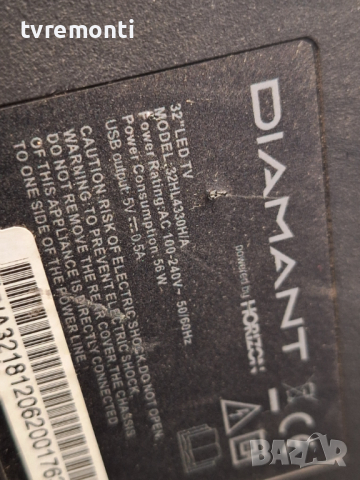 tvremonti
DIAMANT
powered by HORIZON
32"LED TV
MODEL:32HL4330H/A
Power Rating:AC 100-240V~ 50/60Hz
Power Consumption: 56W
USB output: 5V⎓0.5A
CAUTION: RISK OF ELECTRIC SHOCK,DO NOT OPEN.
WARNING: TO PREVENT ELECTRIC SHOCK
DO NOT REMOVE THE REAR COVER, THE CHASSIS
OF THIS APPLIANCE IS DIRECTLY CONNECTED
TO ONE SIDE OF THE POWER LINE.
CE
bazar